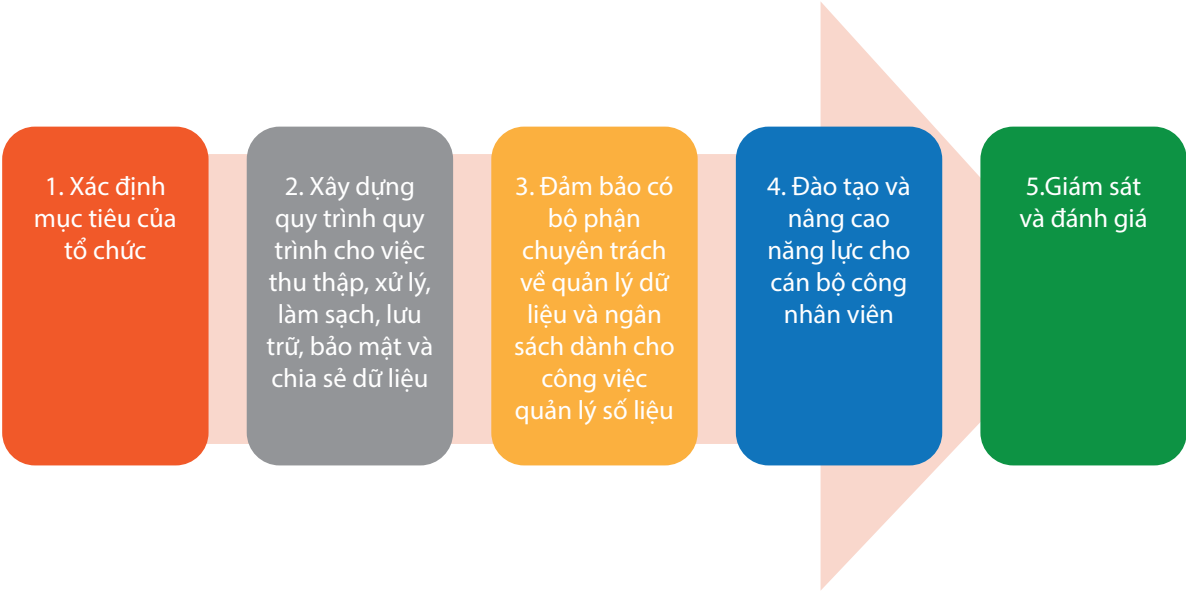 1. Xác định
mục tiêu của
tổ chức
2. Xây dựng
quy trình quy
trình cho việc
thu thập, xử lý,
làm sạch, lưu
trữ, bảo mật và
chia sẻ dữ liệu
3. Đảm bảo có
bộ phận
chuyên trách
về quản lý dữ
liệu và ngân
sách dành cho
công việc
quản lý số liệu
4. Đào tạo và
nâng cao
năng lực cho
cán bộ công
nhân viên
5.Giám sát
và đánh giá